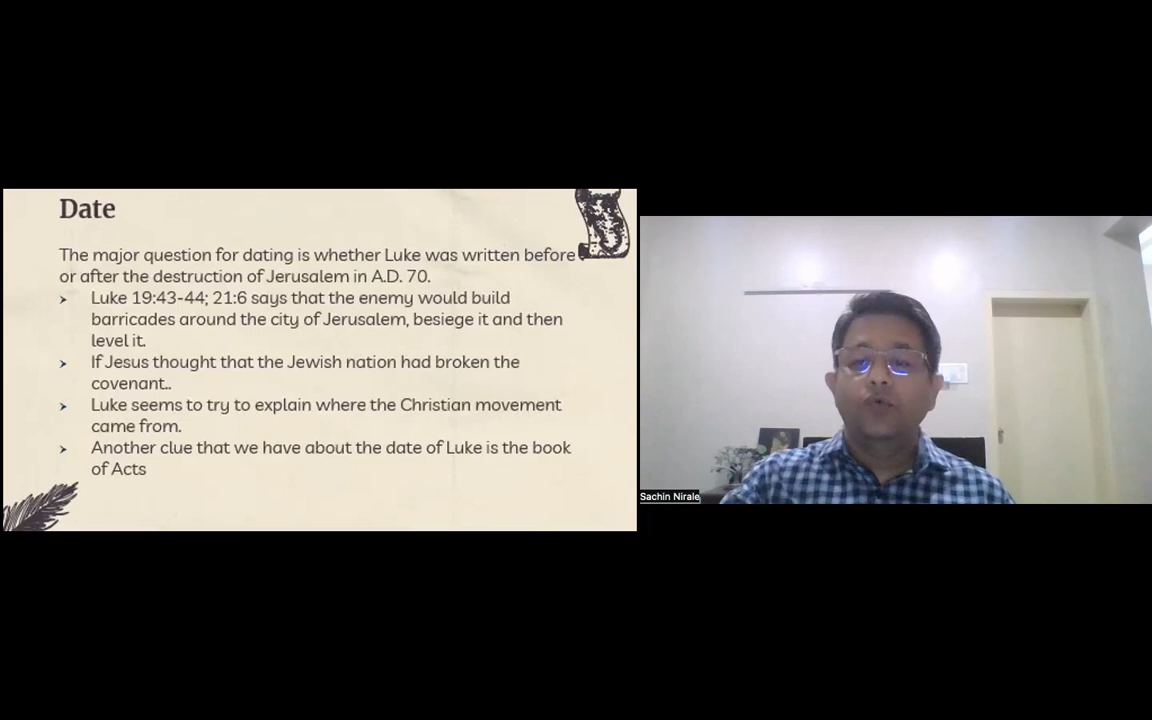 Date
The major question for dating is whether Luke was written before
or after the destruction of Jerusalem in A.D. 70.
➤ Luke 19:43-44; 21:6 says that the enemy would build
barricades around the city of Jerusalem, besiege it and then
level it.
➤ If Jesus thought that the Jewish nation had broken the
covenant..
➤ Luke seems to try to explain where the Christian movement
came from.
➤ Another clue that we have about the date of Luke is the book
of Acts
Sachin Nirale